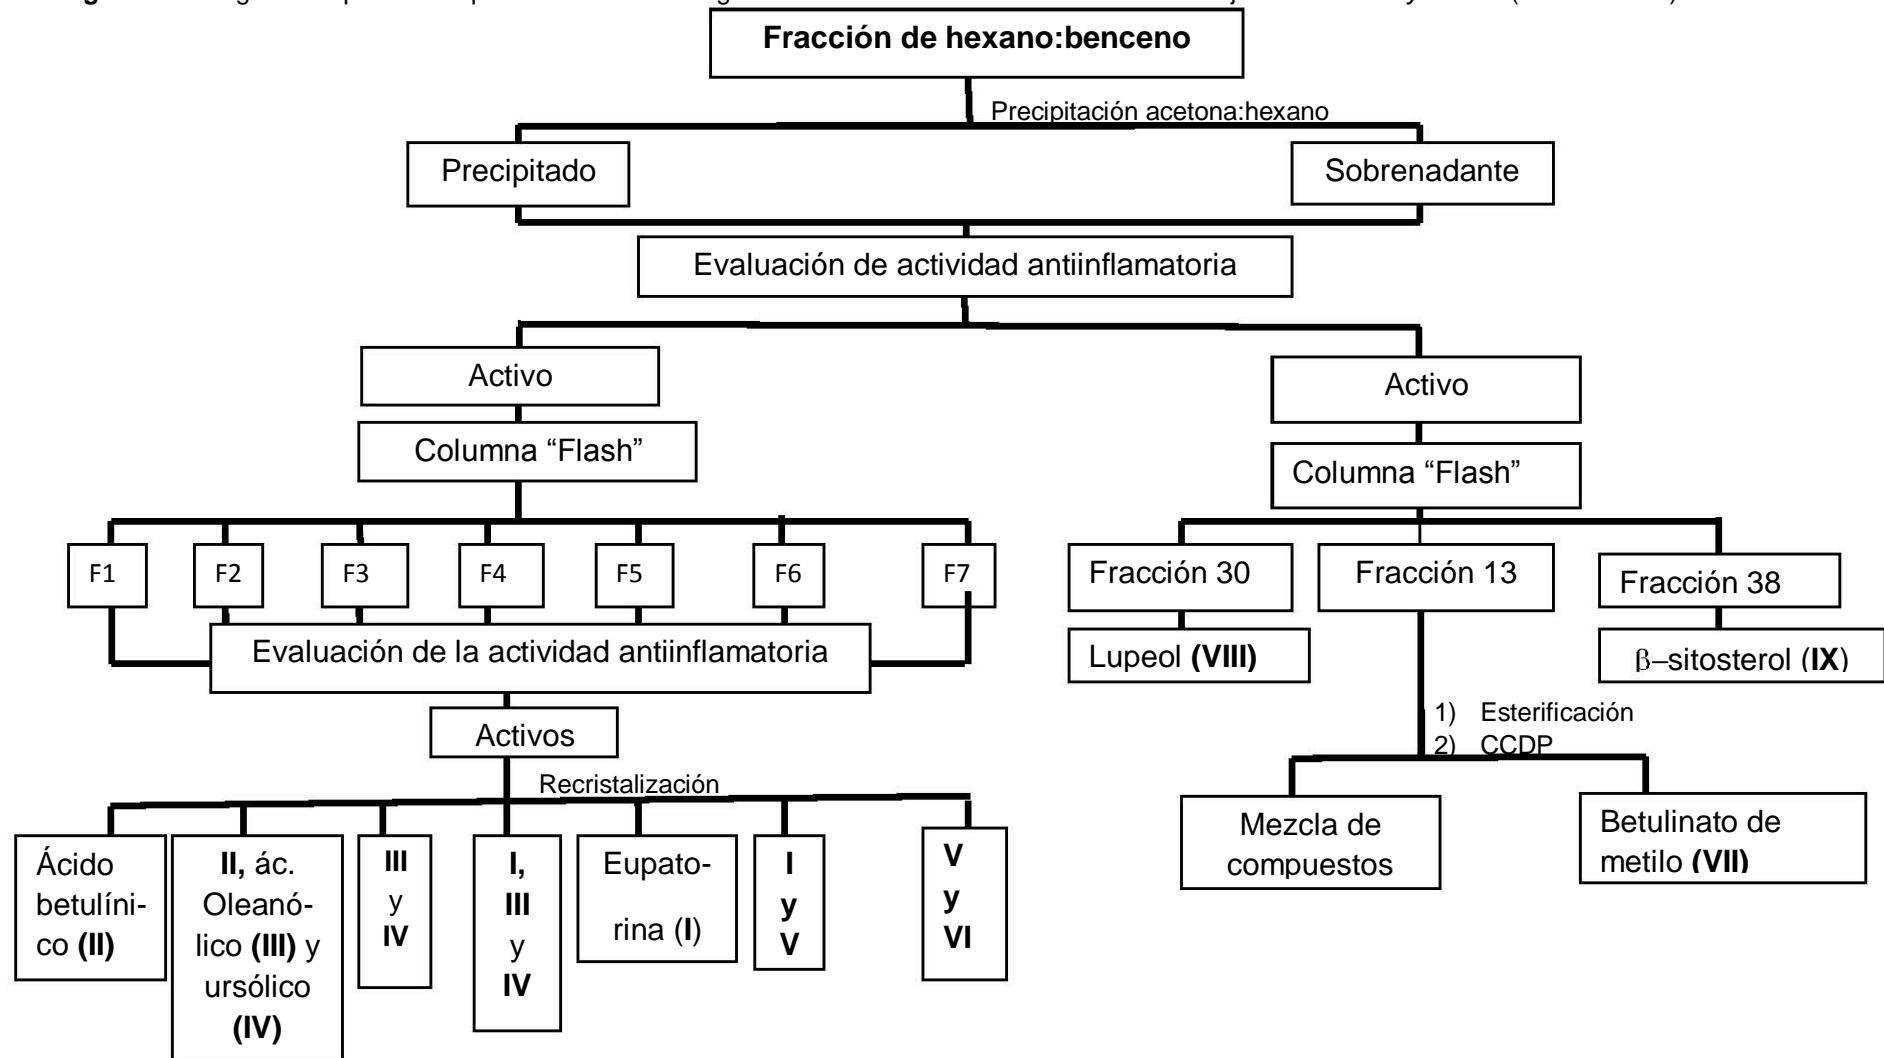 Fracción de hexano:benceno
Precipitación acetona:hexano
Precipitado
Sobrenadante
Evaluación de actividad antiinflamatoria
Activo
Activo
Columna “Flash”
Columna “Flash”
F1
F2
F3
F4
F5
F6
F7
Fracción 30
Fracción 13
Fracción 38
Evaluación de la actividad antiinflamatoria
Lupeol (VIII)
β–sitosterol (IX)
Activos
1) Esterificación
2) CCDP
Recristalización
Ácido
betulíni-
co (II)
II, ác.
Oleanó-
lico (III) y
ursólico
(IV)
III
y
IV
I,
III
y
IV
Eupato-
rina (I)
I
y
V
V
y
VI
Mezcla de
compuestos
Betulinato de
metilo (VII)